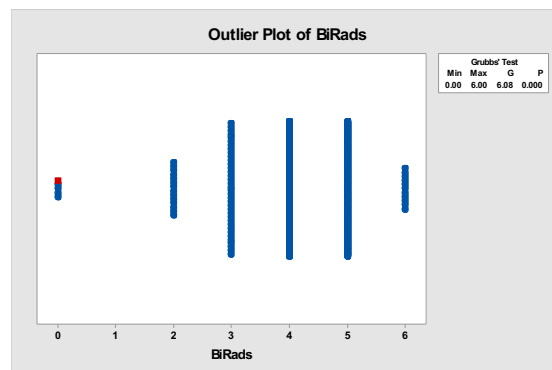 Outlier Plot of BiRads
Grubbs' Test
Min Max G P
0.00 6.00 6.08 0.000
0 1 2 3 4 5 6
BiRads